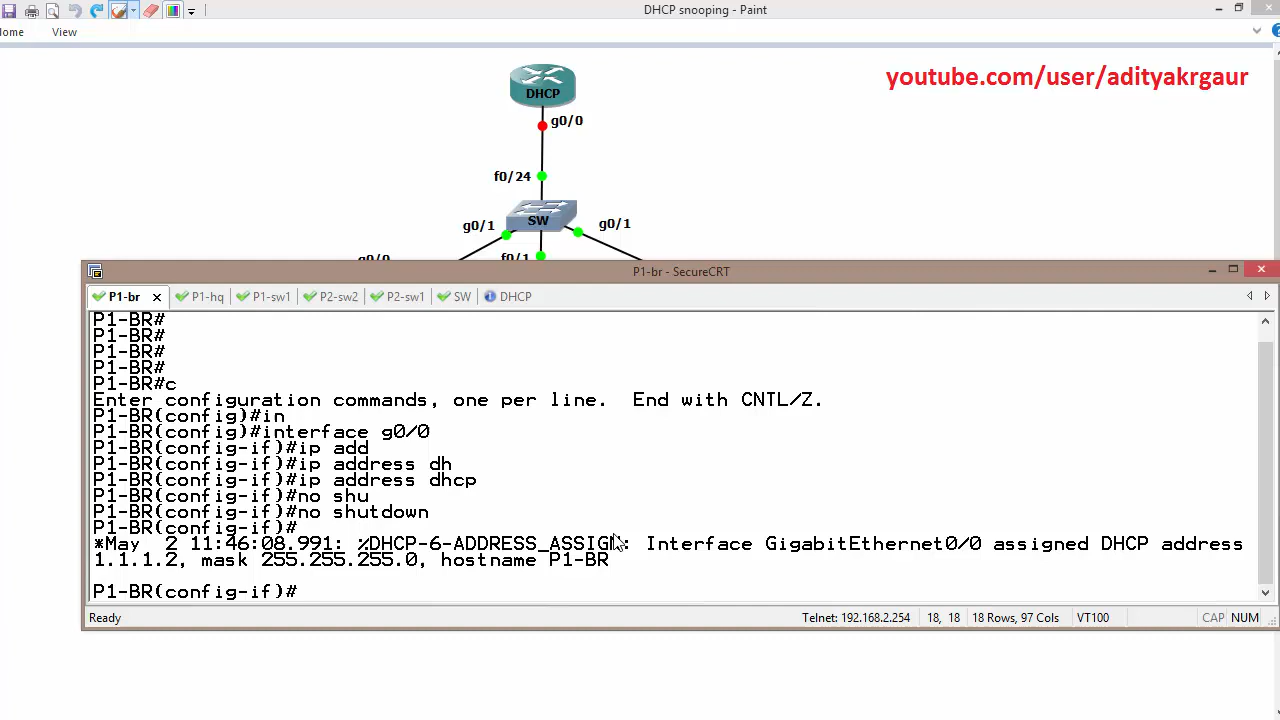 DHCP snooping - Paint
ome View
youtube.com/user/adityakrgaur
DHCP
g0/0
f0/24
g0/1 SW g0/1
g0/0 f0/1
P1-br - SecureCRT
P1-br P1-hq P1-sw1 P2-sw2 P2-sw1 SW DHCP
P1-BR#
P1-BR#
P1-BR#
P1-BR#
P1-BR#c
Enter configuration commands, one per line. End with CNTL/Z.
P1-BR(config)#in
P1-BR(config)#interface g0/0
P1-BR(config-if)#ip add
P1-BR(config-if)#ip address dh
P1-BR(config-if)#ip address dhcp
P1-BR(config-if)#no shu
P1-BR(config-if)#no shutdown
P1-BR(config-if)#
*May 2 11:46:08.991: %DHCP-6-ADDRESS_ASSIGN: Interface GigabitEthernet0/0 assigned DHCP address
1.1.1.2, mask 255.255.255.0, hostname P1-BR
P1-BR(config-if)#
Ready Telnet: 192.168.2.254 18, 18 18 Rows, 97 Cols VT100 CAP NUM